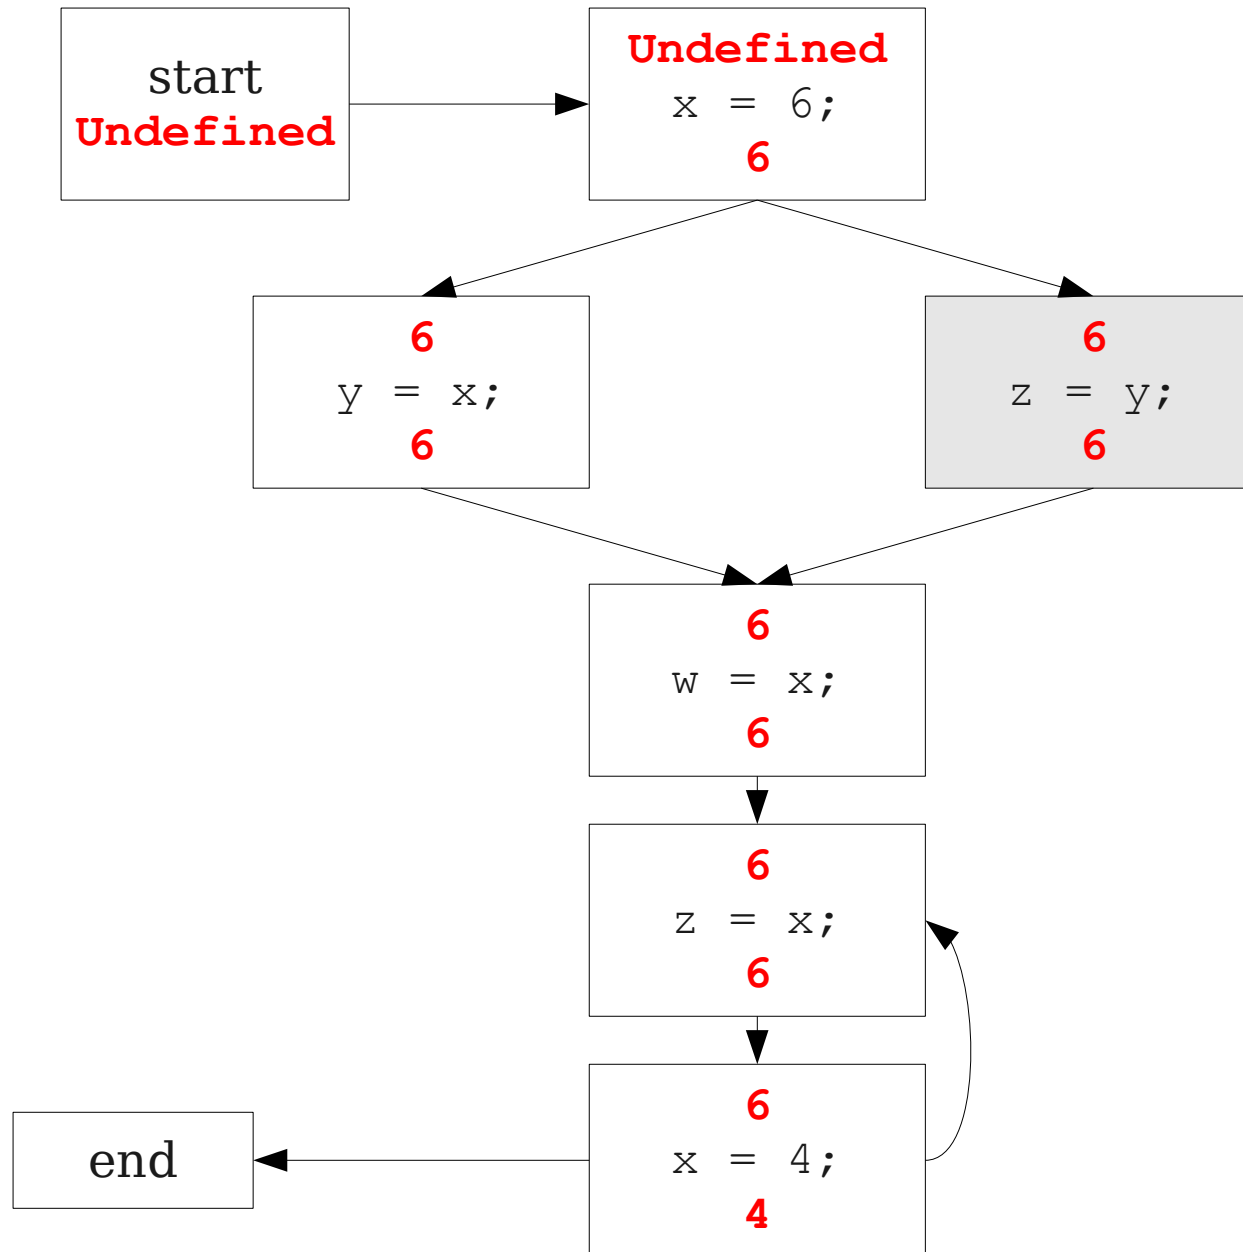 start
Undefined
Undefined
x = 6;
6
6
y = x;
6
6
z = y;
6
6
w = x;
6
6
z = x;
6
6
x = 4;
4
end